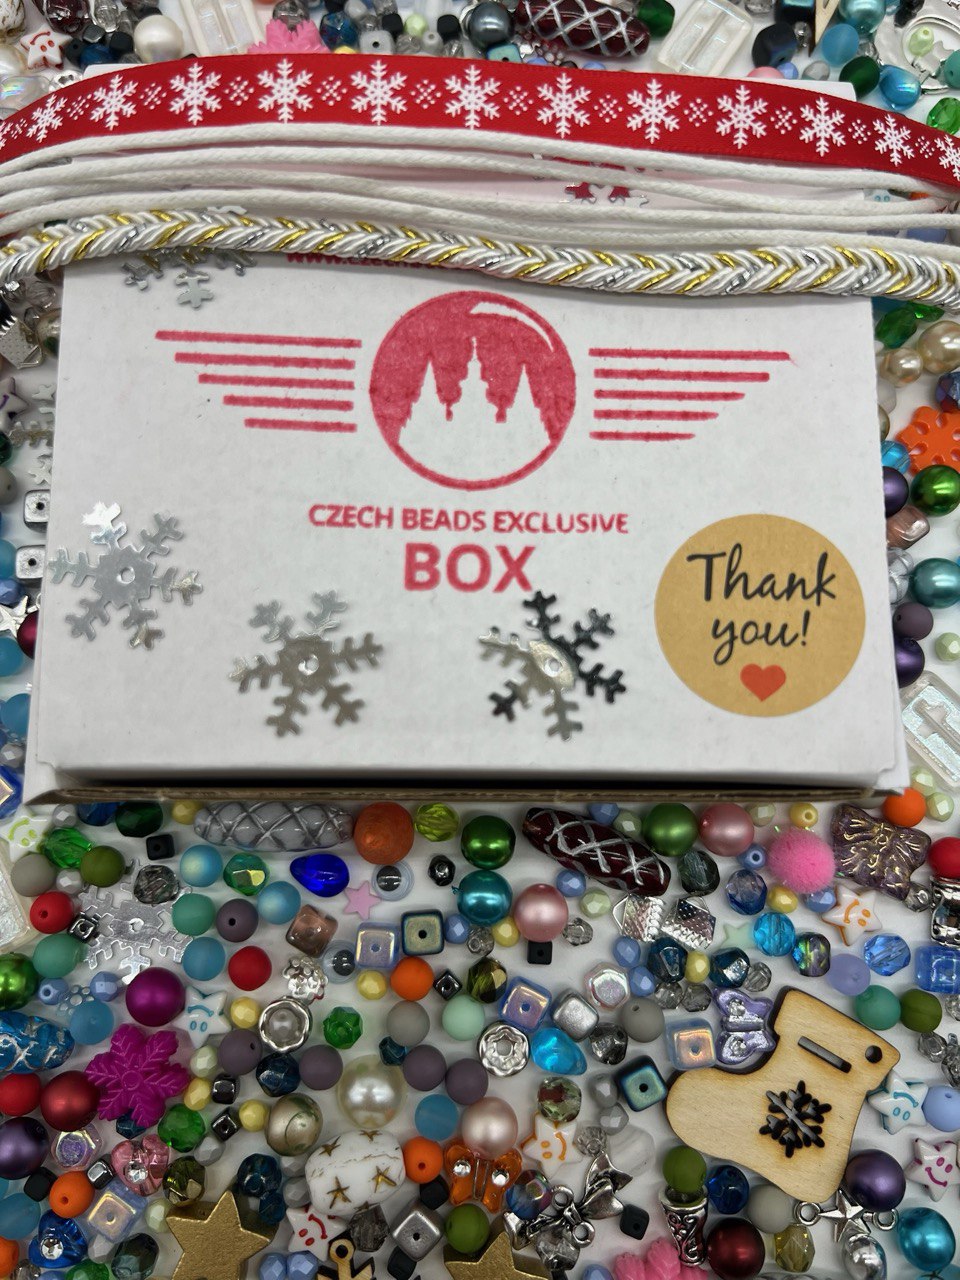 CZECH BEADS EXCLUSIVE
BOX
Thank
you!